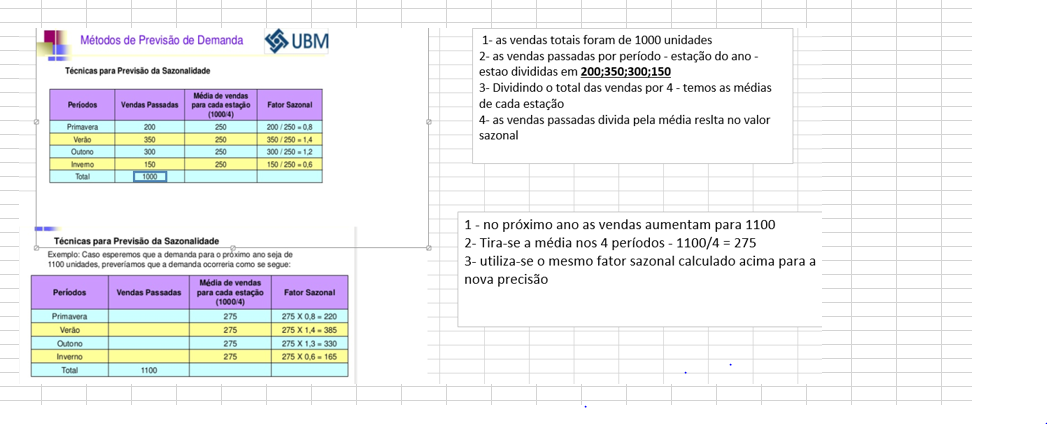 Métodos de Previsão de Demanda
UBM
Técnicas para Previsão da Sazonalidade
Períodos Vendas Passadas Média de vendas para cada estação (1000/4) Fator Sazonal
Primavera 200 250 200 / 250 = 0,8
Verão 350 250 350 / 250 = 1,4
Outono 300 250 300 / 250 = 1,2
Inverno 150 250 150 / 250 = 0,6
Total 1000
1- as vendas totais foram de 1000 unidades
2- as vendas passadas por período - estação do ano -
estao divididas em 200;350;300;150
3- Dividindo o total das vendas por 4 - temos as médias
de cada estação
4- as vendas passadas divida pela média reslta no valor
sazonal
Técnicas para Previsão da Sazonalidade
Exemplo: Caso esperemos que a demanda para o próximo ano seja de
1100 unidades, preveríamos que a demanda ocorreria como se segue:
Períodos Vendas Passadas Média de vendas para cada estação (1000/4) Fator Sazonal
Primavera 275 275 X 0,8 = 220
Verão 275 275 X 1,4 = 385
Outono 275 275 X 1,3 = 330
Inverno 275 275 X 0,6 = 165
Total 1100
1 - no próximo ano as vendas aumentam para 1100
2- Tira-se a média nos 4 períodos - 1100/4 = 275
3- utiliza-se o mesmo fator sazonal calculado acima para a
nova precisão